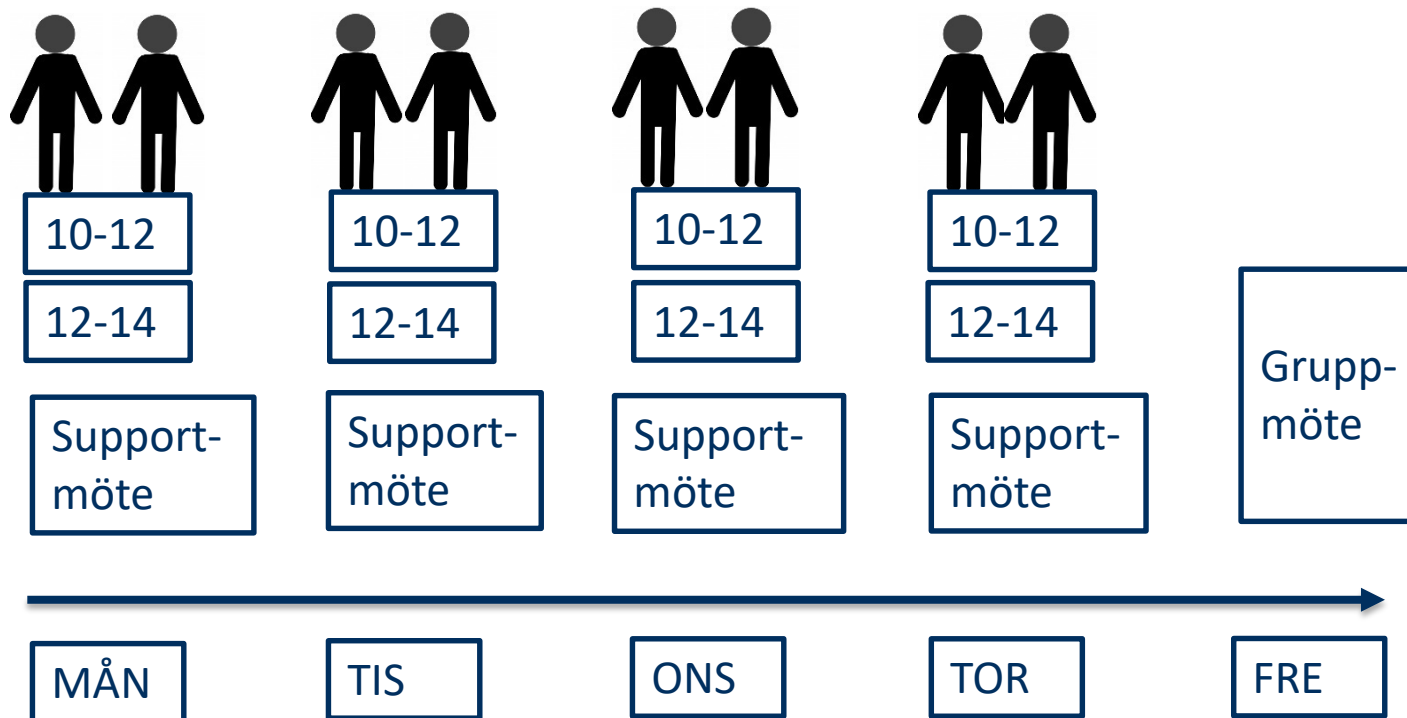 10-12
10-12
10-12
10-12
12-14
12-14
12-14
12-14
Support-
möte
Support-
möte
Support-
möte
Support-
möte
Grupp-
möte
MÅN
TIS
ONS
TOR
FRE